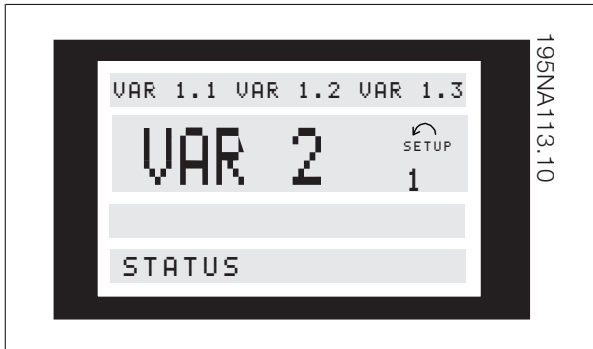 VAR 1.1 VAR 1.2 VAR 1.3
VAR 2
SETUP
1
STATUS
195NA113.10